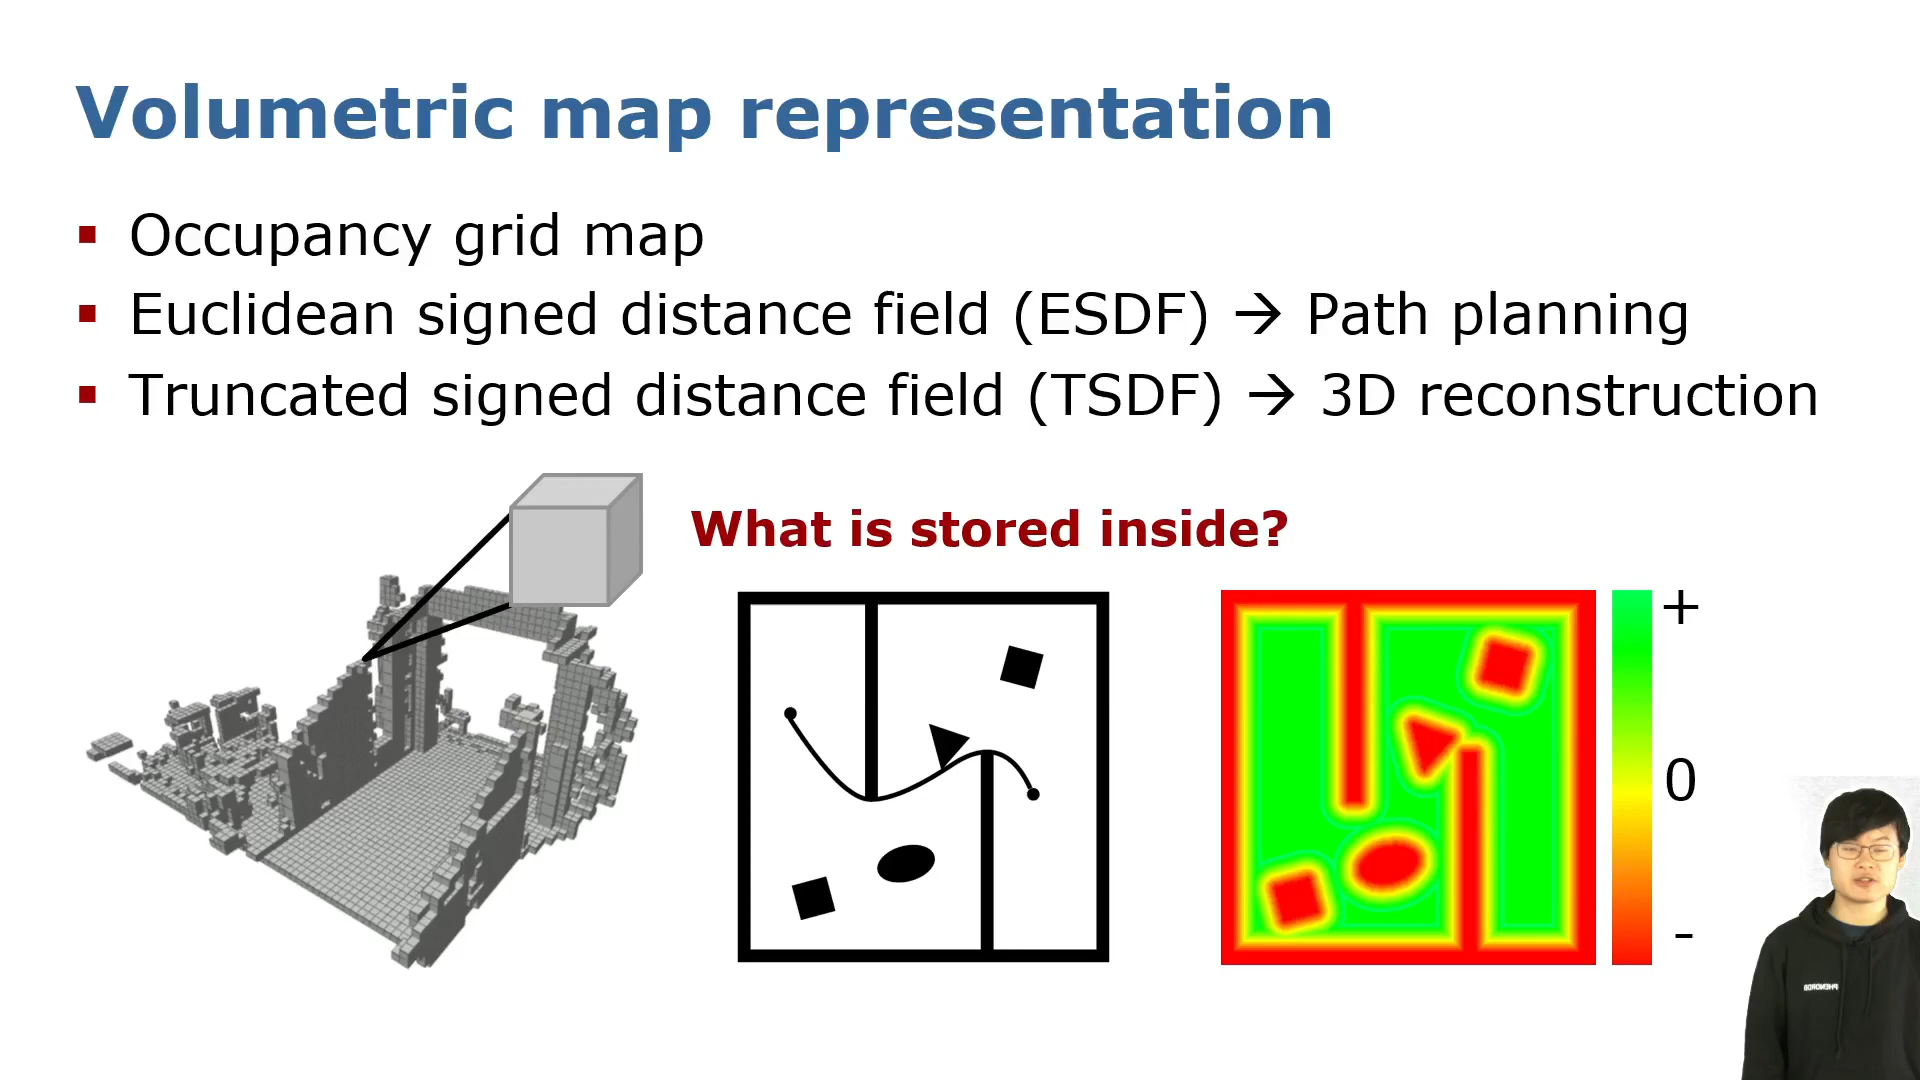 Volumetric map representation
▪ Occupancy grid map
▪ Euclidean signed distance field (ESDF) → Path planning
▪ Truncated signed distance field (TSDF) → 3D reconstruction
What is stored inside?
+
0
-